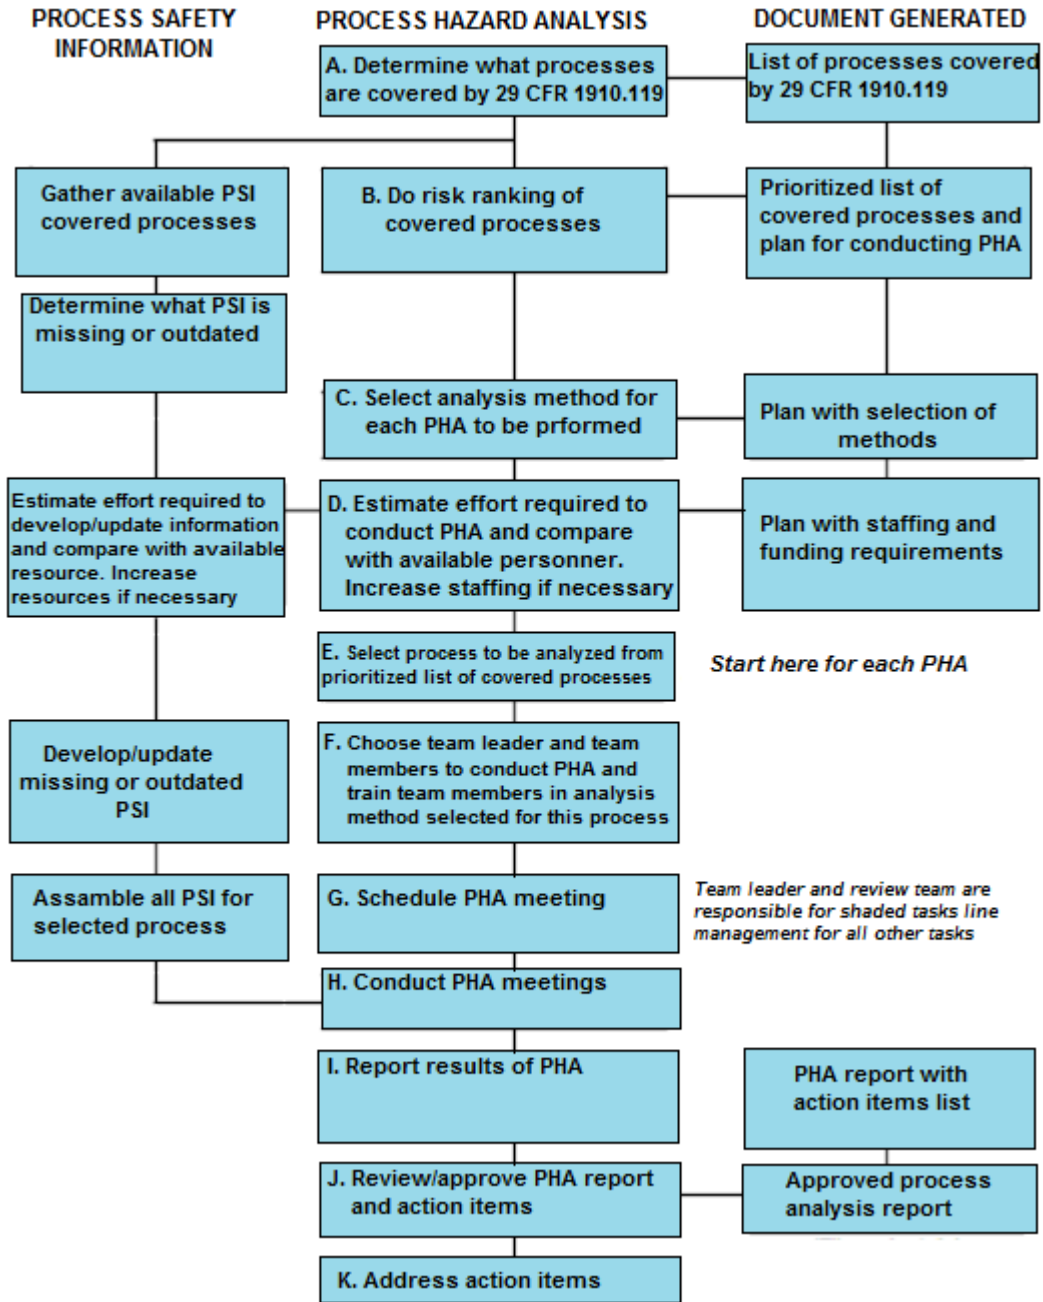 PROCESS SAFETY
INFORMATION
PROCESS HAZARD ANALYSIS
DOCUMENT GENERATED
A. Determine what processes
are covered by 29 CFR 1910.119
List of processes covered
by 29 CFR 1910.119
Gather available PSI
covered processes
B. Do risk ranking of
covered processes
Prioritized list of
covered processes and
plan for conducting PHA
Determine what PSI is
missing or outdated
C. Select analysis method for
each PHA to be prformed
Plan with selection of
methods
Estimate effort required to
develop/update information
and compare with available
resource. Increase
resources if necessary
D. Estimate effort required to
conduct PHA and compare
with available personner.
Increase staffing if necessary
Plan with staffing and
funding requirements
E. Select process to be analyzed from
prioritized list of covered processes
Start here for each PHA
Develop/update
missing or outdated
PSI
F. Choose team leader and team
members to conduct PHA and
train team members in analysis
method selected for this process
Assamble all PSI for
selected process
G. Schedule PHA meeting
Team leader and review team are
responsible for shaded tasks line
management for all other tasks
H. Conduct PHA meetings
I. Report results of PHA
PHA report with
action items list
J. Review/approve PHA report
and action items
Approved process
analysis report
K. Address action items